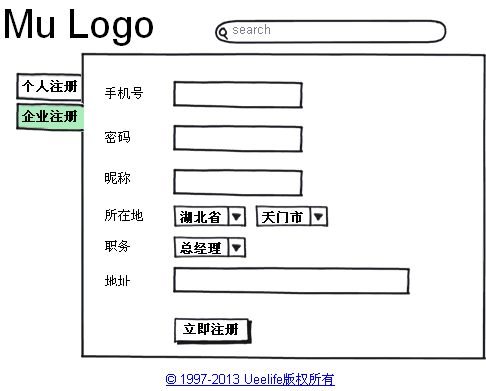 Mu Logo
search
个人注册
企业注册
手机号
密码
昵称
所在地 湖北省 天门市
职务 总经理
地址
立即注册
© 1997-2013 Ueelife版权所有